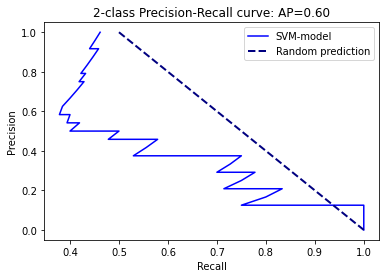 2-class Precision-Recall curve: AP=0.60
SVM-model
Random prediction
Precision
1.0
0.8
0.6
0.4
0.2
0.0
0.4 0.5 0.6 0.7 0.8 0.9 1.0
Recall